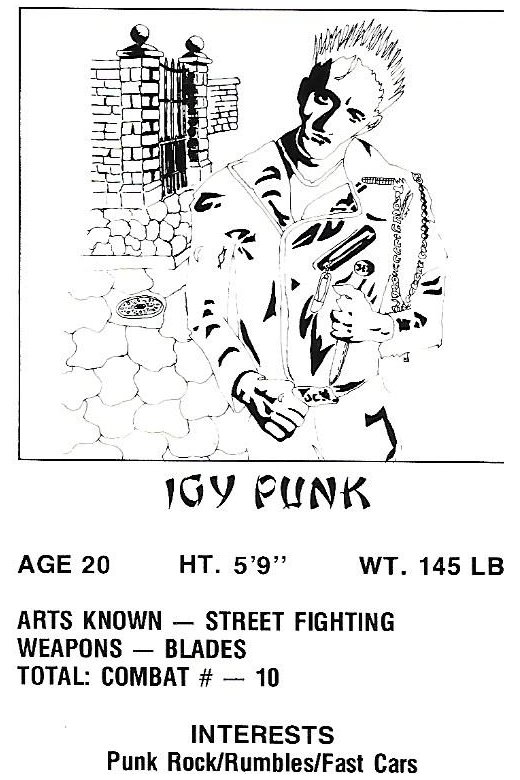 IGY PUNK
AGE 20 HT. 5'9" WT. 145 LB
ARTS KNOWN — STREET FIGHTING
WEAPONS — BLADES
TOTAL: COMBAT # — 10
INTERESTS
Punk Rock/Rumbles/Fast Cars